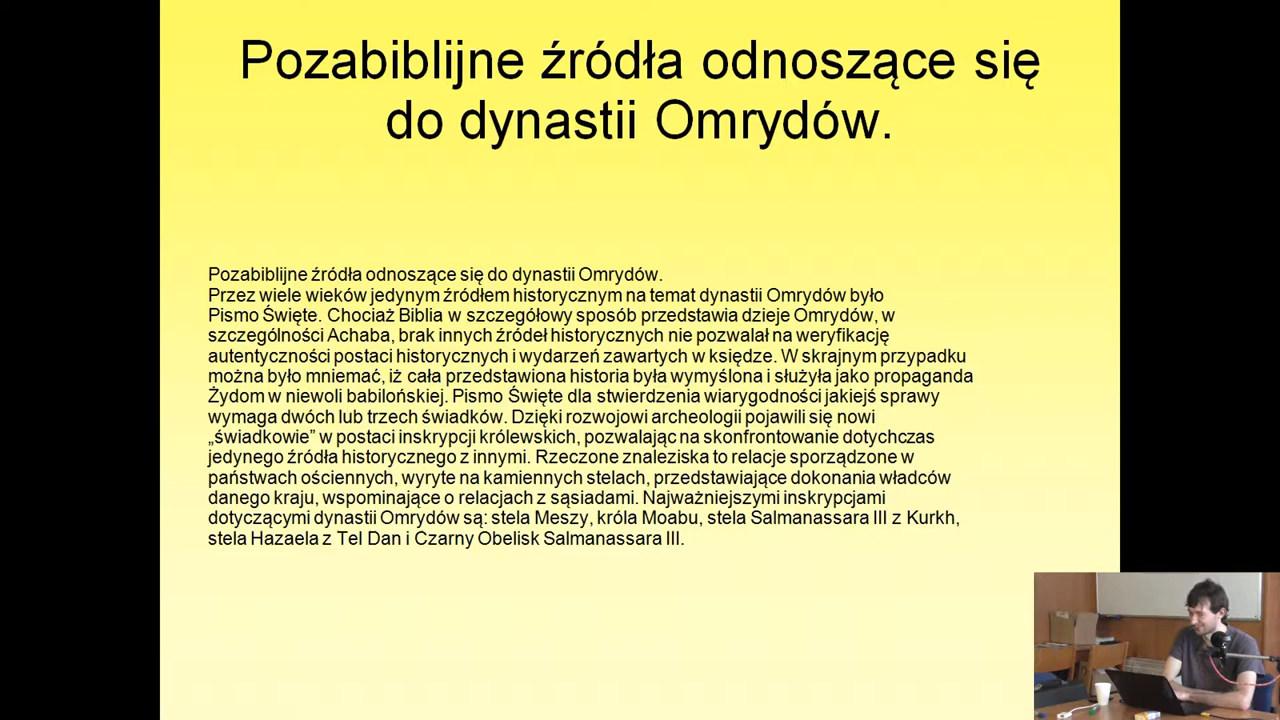 Pozabiblijne źródła odnoszące się
do dynastii Omrydów.
Pozabiblijne źródła odnoszące się do dynastii Omrydów.
Przez wiele wieków jedynym źródłem historycznym na temat dynastii Omrydów było
Pismo Święte. Chociaż Biblia w szczegółowy sposób przedstawia dzieje Omrydów, w
szczególności Achaba, brak innych źródeł historycznych nie pozwalał na weryfikację
autentyczności postaci historycznych i wydarzeń zawartych w księdze. W skrajnym przypadku
można było mniemać, iż cała przedstawiona historia była wymyślona i służyła jako propaganda
Żydom w niewoli babilońskiej. Pismo Święte dla stwierdzenia wiarygodności jakiejś sprawy
wymaga dwóch lub trzech świadków. Dzięki rozwojowi archeologii pojawili się nowi
„świadkowie” w postaci inskrypcji królewskich, pozwalając na skonfrontowanie dotychczas
jedynego źródła historycznego z innymi. Rzeczone znaleziska to relacje sporządzone w
państwach ościennych, wyryte na kamiennych stelach, przedstawiające dokonania władców
danego kraju, wspominające o relacjach z sąsiadami. Najważniejszymi inskrypcjami
dotyczącymi dynastii Omrydów są: stela Meszy, króla Moabu, stela Salmanassara III z Kurkh,
stela Hazaela z Tel Dan i Czarny Obelisk Salmanassara III.